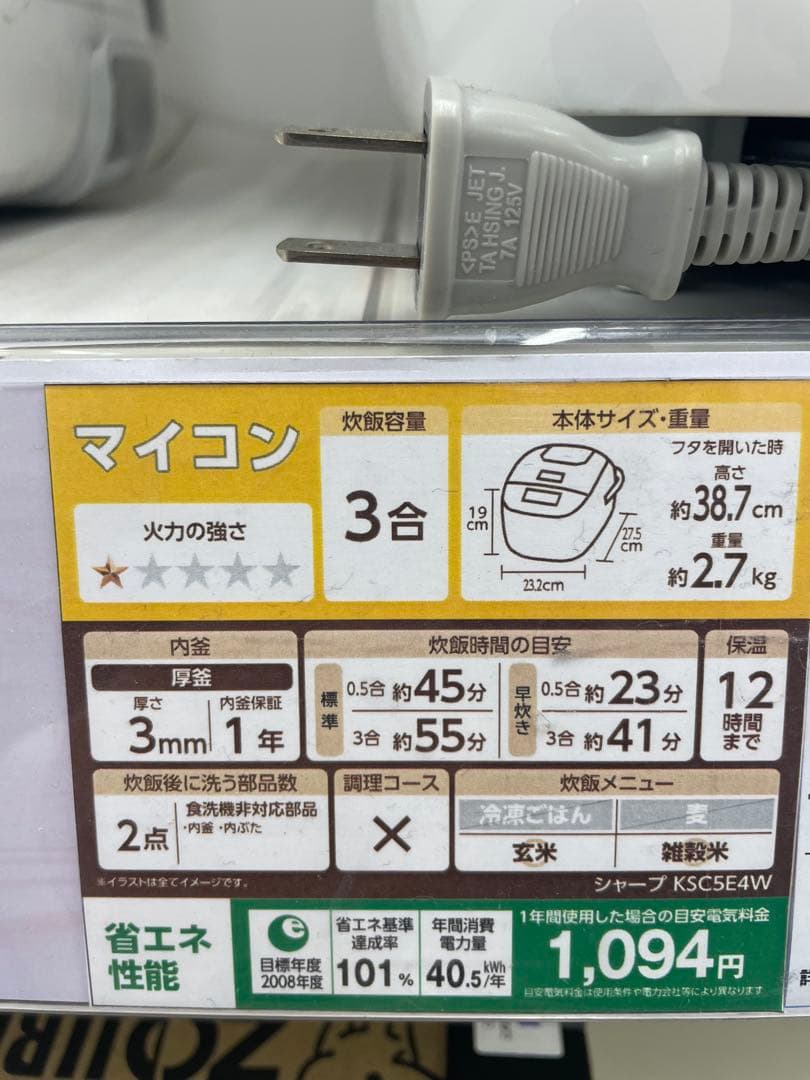 <PS>E JET
TA HSING J.
7A 125V
マイコン
火力の強さ
炊飯容量
3合
本体サイズ・重量
フタを開いた時
高さ
約38.7cm
重量
約2.7kg
19
cm
27.5
cm
23.2cm
内釜
厚釜
厚さ
3mm
内釜保証
1年
炊飯時間の目安
標準
0.5合 約45分
3合 約55分
早炊き
0.5合 約23分
3合 約41分
保温
12
時間
まで
炊飯後に洗う部品数
2点
食洗機非対応部品
・内釜・内ぶた
調理コース
×
炊飯メニュー
冷凍ごはん
麦
玄米
雑穀米
※イラストは全てイメージです。
シャープ KSC5E4W
省エネ
性能
e
目標年度
2008年度
省エネ基準
達成率
101%
年間消費
電力量
40.5kWh/年
1年間使用した場合の目安電気料金
1,094円
目安電気料金は使用条件や電力会社等により異なります
詳
ZOJIR